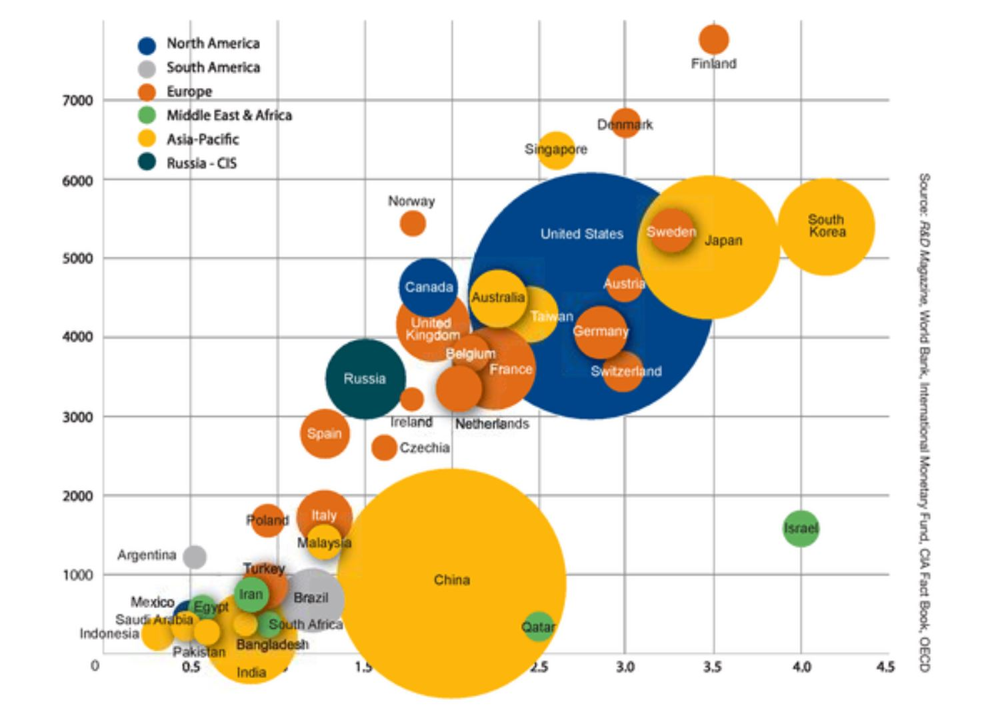 North America
South America
Europe
Middle East & Africa
Asia-Pacific
Russia - CIS
Finland
7000
Denmark
Singapore
6000
Norway
South
Korea
United States
Sweden
Japan
5000
Canada
Austria
Australia
Taiwan
United
Kingdom
Germany
4000
Belgium
France
Switzerland
Russia
3000
Ireland
Netherlands
Spain
Czechia
2000
Italy
Poland
Israel
Malaysia
Argentina
Turkey
1000
China
Iran
Brazil
Mexico
Egypt
Saudi Arabia
South Africa
Qatar
Indonesia
Bangladesh
Pakistan
India
0
0.5
1.5
2.5
3.0
3.5
4.0
4.5
Source: R&D Magazine, World Bank, International Monetary Fund, CIA Fact Book, OECD